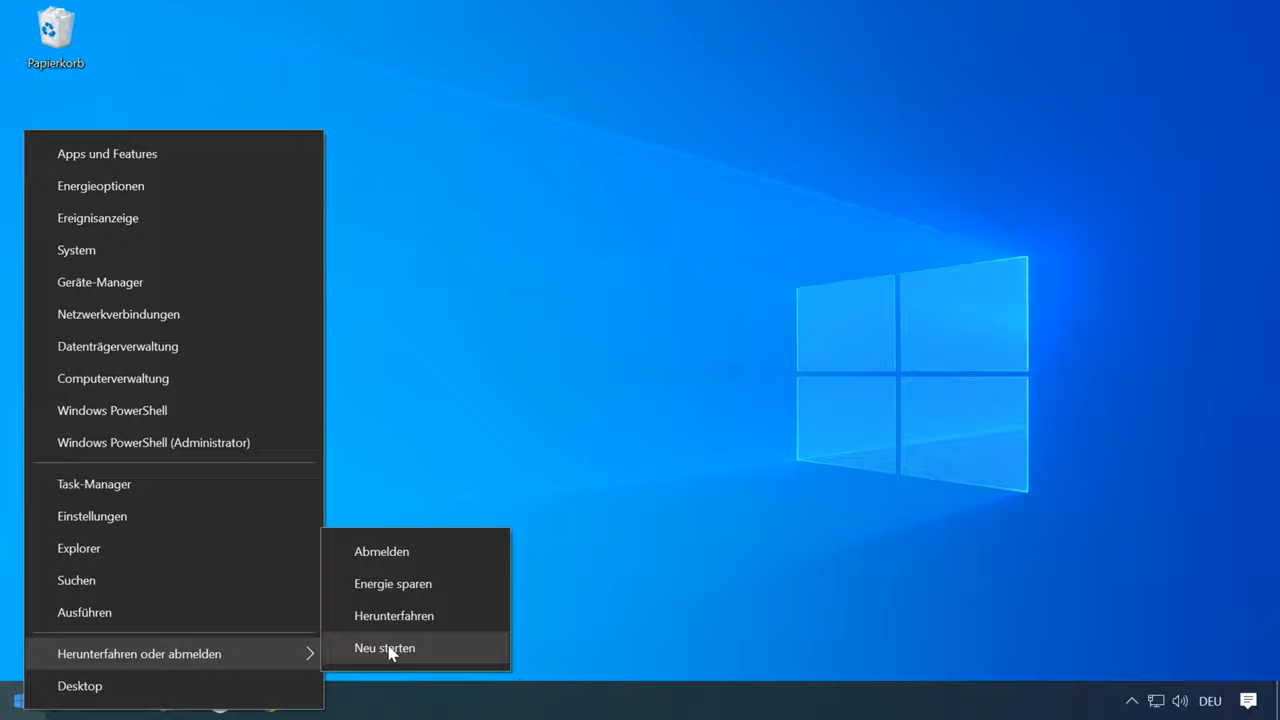 Papierkorb
Apps und Features
Energieoptionen
Ereignisanzeige
System
Geräte-Manager
Netzwerkverbindungen
Datenträgerverwaltung
Computerverwaltung
Windows PowerShell
Windows PowerShell (Administrator)
Task-Manager
Einstellungen
Explorer
Suchen
Ausführen
Herunterfahren oder abmelden
Desktop
Abmelden
Energie sparen
Herunterfahren
Neu starten
DEU